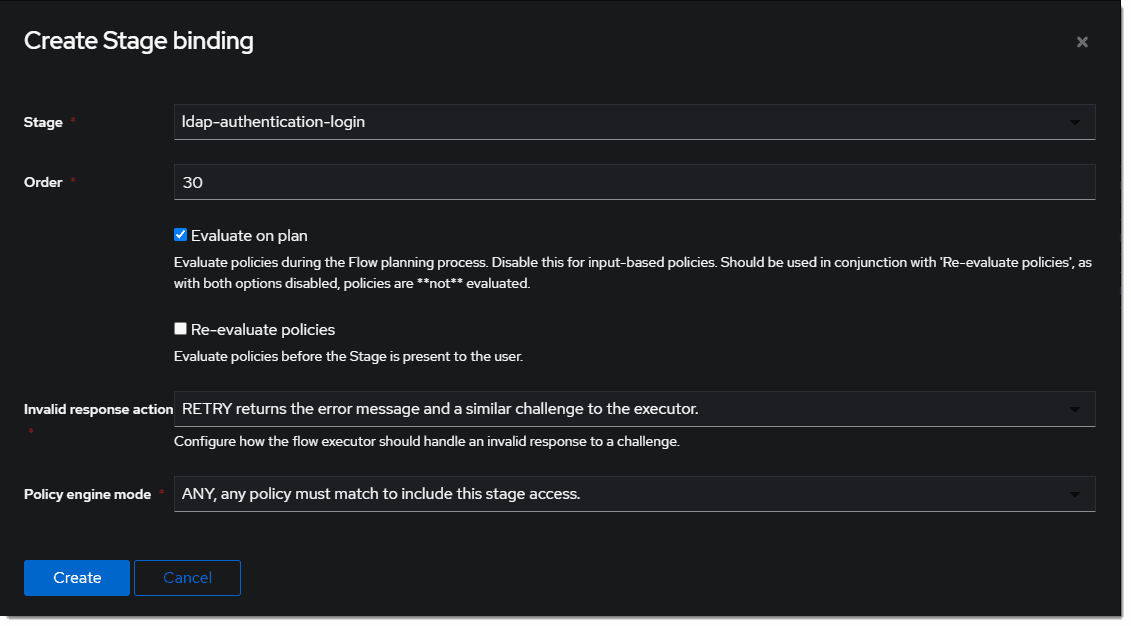 Create Stage binding
×
Stage *
ldap-authentication-login
Order *
30
Evaluate on plan
Evaluate policies during the Flow planning process. Disable this for input-based policies. Should be used in conjunction with 'Re-evaluate policies', as
with both options disabled, policies are **not** evaluated.
Re-evaluate policies
Evaluate policies before the Stage is present to the user.
Invalid response action
*
RETRY returns the error message and a similar challenge to the executor.
Configure how the flow executor should handle an invalid response to a challenge.
Policy engine mode *
ANY, any policy must match to include this stage access.
Create
Cancel